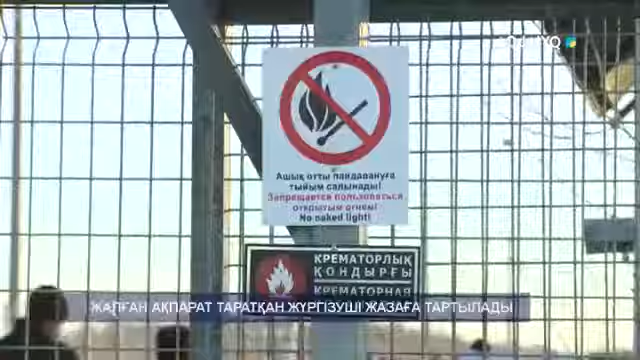 Ашық отты пайдалануға
тыйым салынады!
Запрещается пользоваться
открытым огнем!
No naked light!
КРЕМАТОРЛЫҚ
ҚОНДЫРҒЫ
КРЕМАТОРНАЯ
ЖАЛҒАН АҚПАРАТ ТАРАТҚАН ЖҮРГІЗУШІ ЖАЗАҒА ТАРТЫЛАДЫ